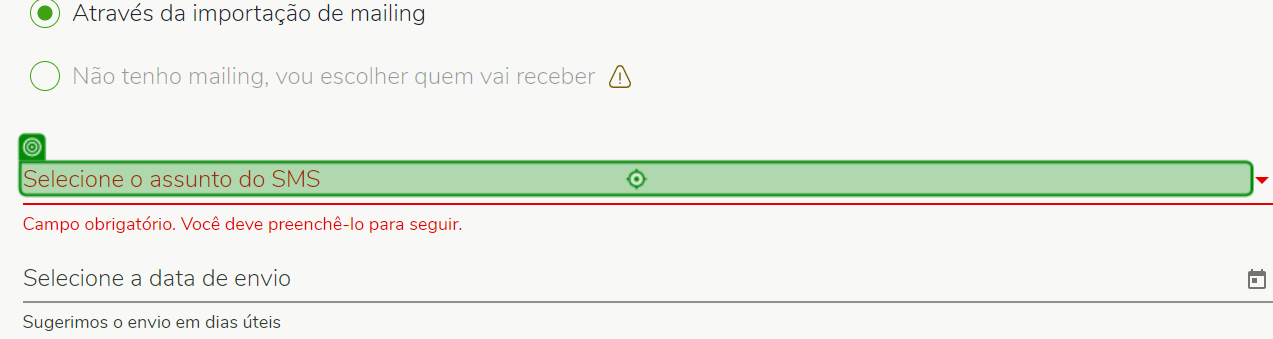 Através da importação de mailing
Não tenho mailing, vou escolher quem vai receber
Selecione o assunto do SMS
Campo obrigatório. Você deve preenchê-lo para seguir.
Selecione a data de envio
Sugerimos o envio em dias úteis